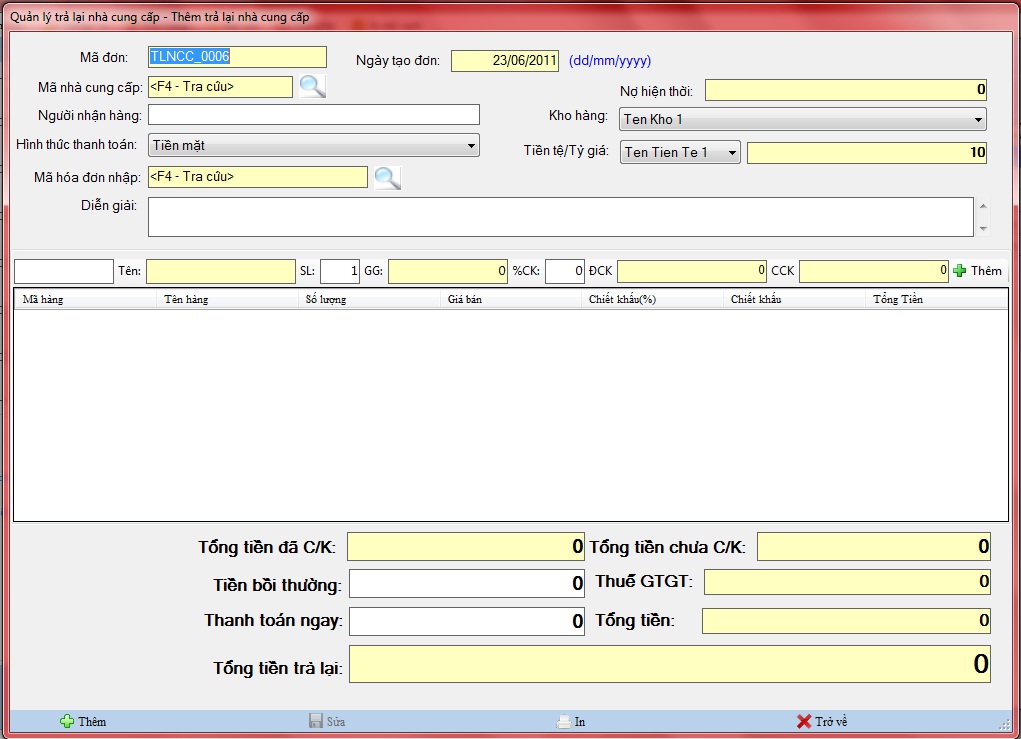 Quản lý trả lại nhà cung cấp - Thêm trả lại nhà cung cấp
Mã đơn: TLNCC_0006 Ngày tạo đơn: 23/06/2011 (dd/mm/yyyy)
Mã nhà cung cấp: <F4 - Tra cứu> Nợ hiện thời: 0
Người nhận hàng: Kho hàng: Ten Kho 1
Hình thức thanh toán: Tiền mặt Tiền tệ/Tỷ giá: Ten Tien Te 1 10
Mã hóa đơn nhập: <F4 - Tra cứu>
Diễn giải:
Tên: SL: 1 GG: 0 %CK: 0 ĐCK 0 CCK 0 Thêm
Mã hàng Tên hàng Số lượng Giá bán Chiết khấu(%) Chiết khấu Tổng Tiền
Tổng tiền đã C/K: 0 Tổng tiền chưa C/K: 0
Tiền bồi thường: 0 Thuế GTGT: 0
Thanh toán ngay: 0 Tổng tiền: 0
Tổng tiền trả lại: 0
Thêm Sửa In Trở về